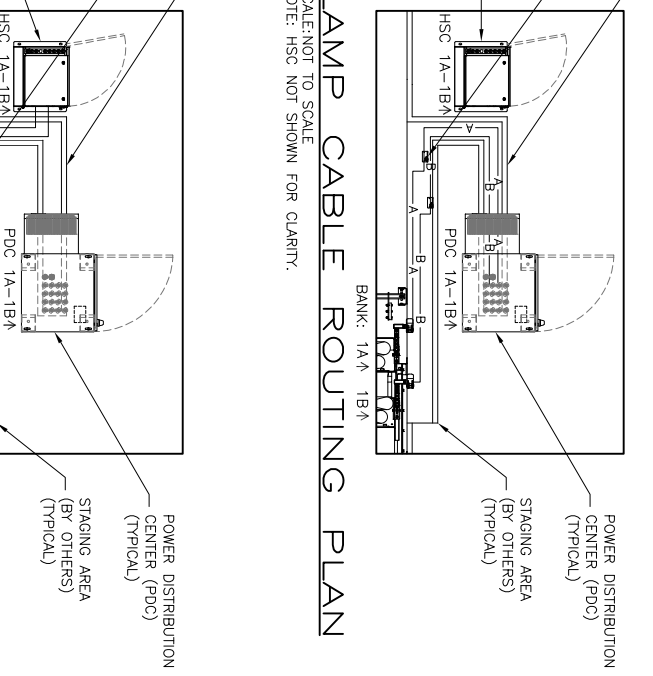 POWER DISTRIBUTION
CENTER (PDC)
(TYPICAL)
STAGING AREA
(BY OTHERS)
(TYPICAL)
A
A
B
A
B
HSC 1A-1B↑
PDC 1A-1B↑
B
A
A
B
B
BANK: 1A↑ 1B↑
LAMP CABLE ROUTING PLAN
CALE: NOT TO SCALE
OTE: HSC NOT SHOWN FOR CLARITY.
POWER DISTRIBUTION
CENTER (PDC)
(TYPICAL)
STAGING AREA
(BY OTHERS)
(TYPICAL)
HSC 1A-1B↑
PDC 1A-1B↑